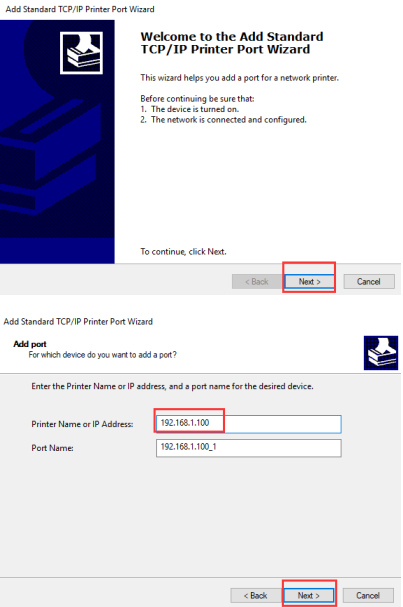 Add Standard TCP/IP Printer Port Wizard
Welcome to the Add Standard
TCP/IP Printer Port Wizard
This wizard helps you add a port for a network printer.
Before continuing be sure that:
1. The device is turned on.
2. The network is connected and configured.
To continue, click Next.
< Back Next > Cancel
Add Standard TCP/IP Printer Port Wizard
Add port
For which device do you want to add a port?
Enter the Printer Name or IP address, and a port name for the desired device.
Printer Name or IP Address: 192.168.1.100
Port Name: 192.168.1.100_1
< Back Next > Cancel